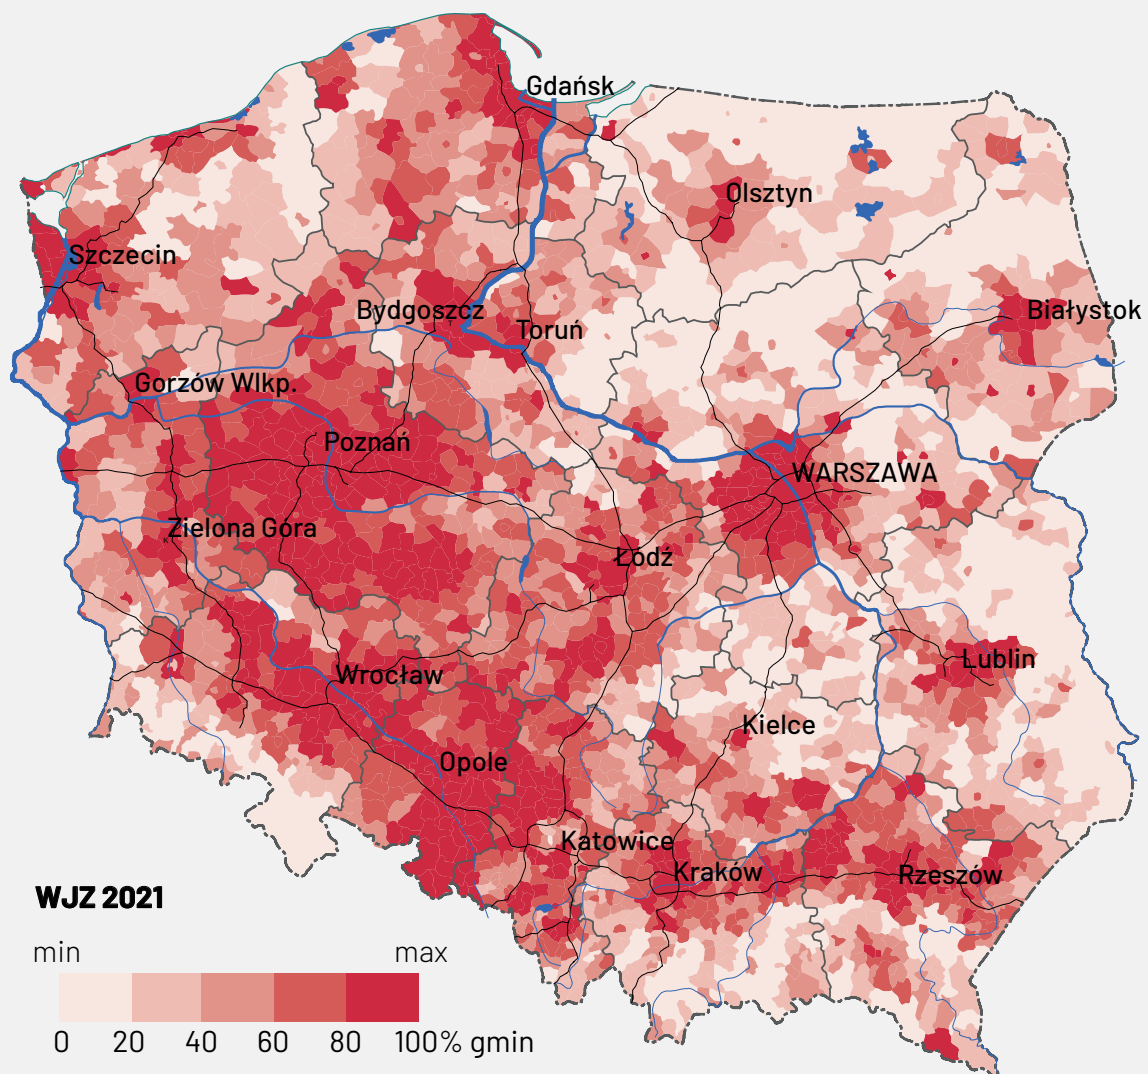 Gdańsk
Olsztyn
Szczecin
Bydgoszcz
Białystok
Toruń
Gorzów Wlkp.
Poznań
WARSZAWA
Zielona Góra
Łódź
Lublin
Wrocław
Kielce
Opole
Katowice
Kraków
Rzeszów
WJZ 2021
min max
0 20 40 60 80 100% gmin